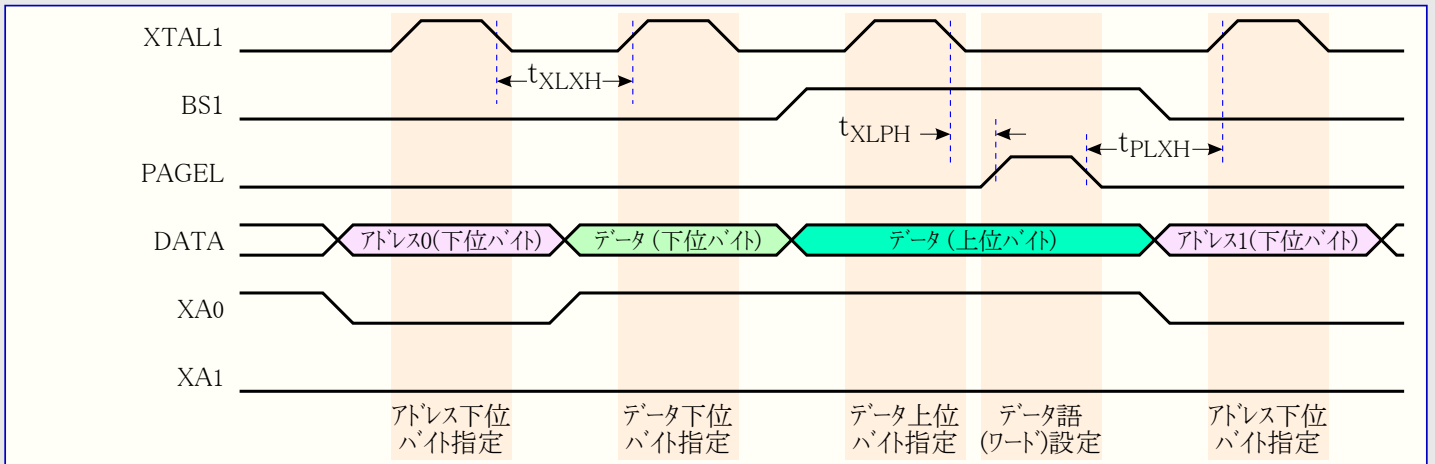 XTAL1
tXLXH
BS1
tXLPH
tPLXH
PAGEL
DATA
アドレス0(下位バイト)
データ (下位バイト)
データ (上位バイト)
アドレス1(下位バイト)
XA0
XA1
アドレス下位
バイト指定
データ下位
バイト指定
データ上位
バイト指定
データ語
(ワード)設定
アドレス下位
バイト指定